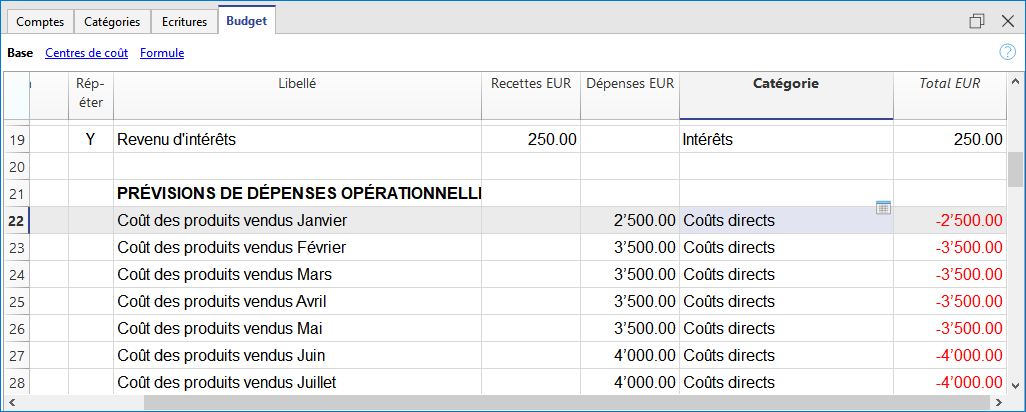 Comptes Catégories Ecritures Budget
Base Centres de coût Formule ?
Rép-éter Libellé Recettes EUR Dépenses EUR Catégorie Total EUR
19 Y Revenu d'intérêts 250.00 Intérêts 250.00
20
21 PRÉVISIONS DE DÉPENSES OPÉRATIONNELL
22 Coût des produits vendus Janvier 2’500.00 Coûts directs -2’500.00
23 Coût des produits vendus Février 3’500.00 Coûts directs -3’500.00
24 Coût des produits vendus Mars 3’500.00 Coûts directs -3’500.00
25 Coût des produits vendus Avril 3’500.00 Coûts directs -3’500.00
26 Coût des produits vendus Mai 3’500.00 Coûts directs -3’500.00
27 Coût des produits vendus Juin 4’000.00 Coûts directs -4’000.00
28 Coût des produits vendus Juillet 4’000.00 Coûts directs -4’000.00